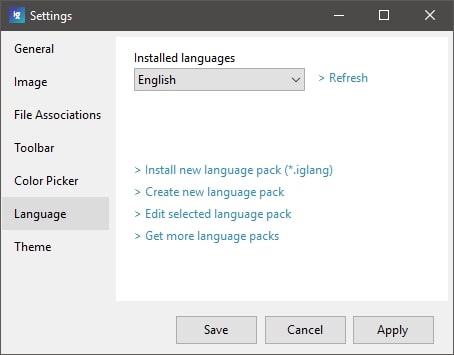 ig Settings
General
Image
File Associations
Toolbar
Color Picker
Language
Theme
Installed languages
English
> Refresh
> Install new language pack (*.iglang)
> Create new language pack
> Edit selected language pack
> Get more language packs
Save
Cancel
Apply